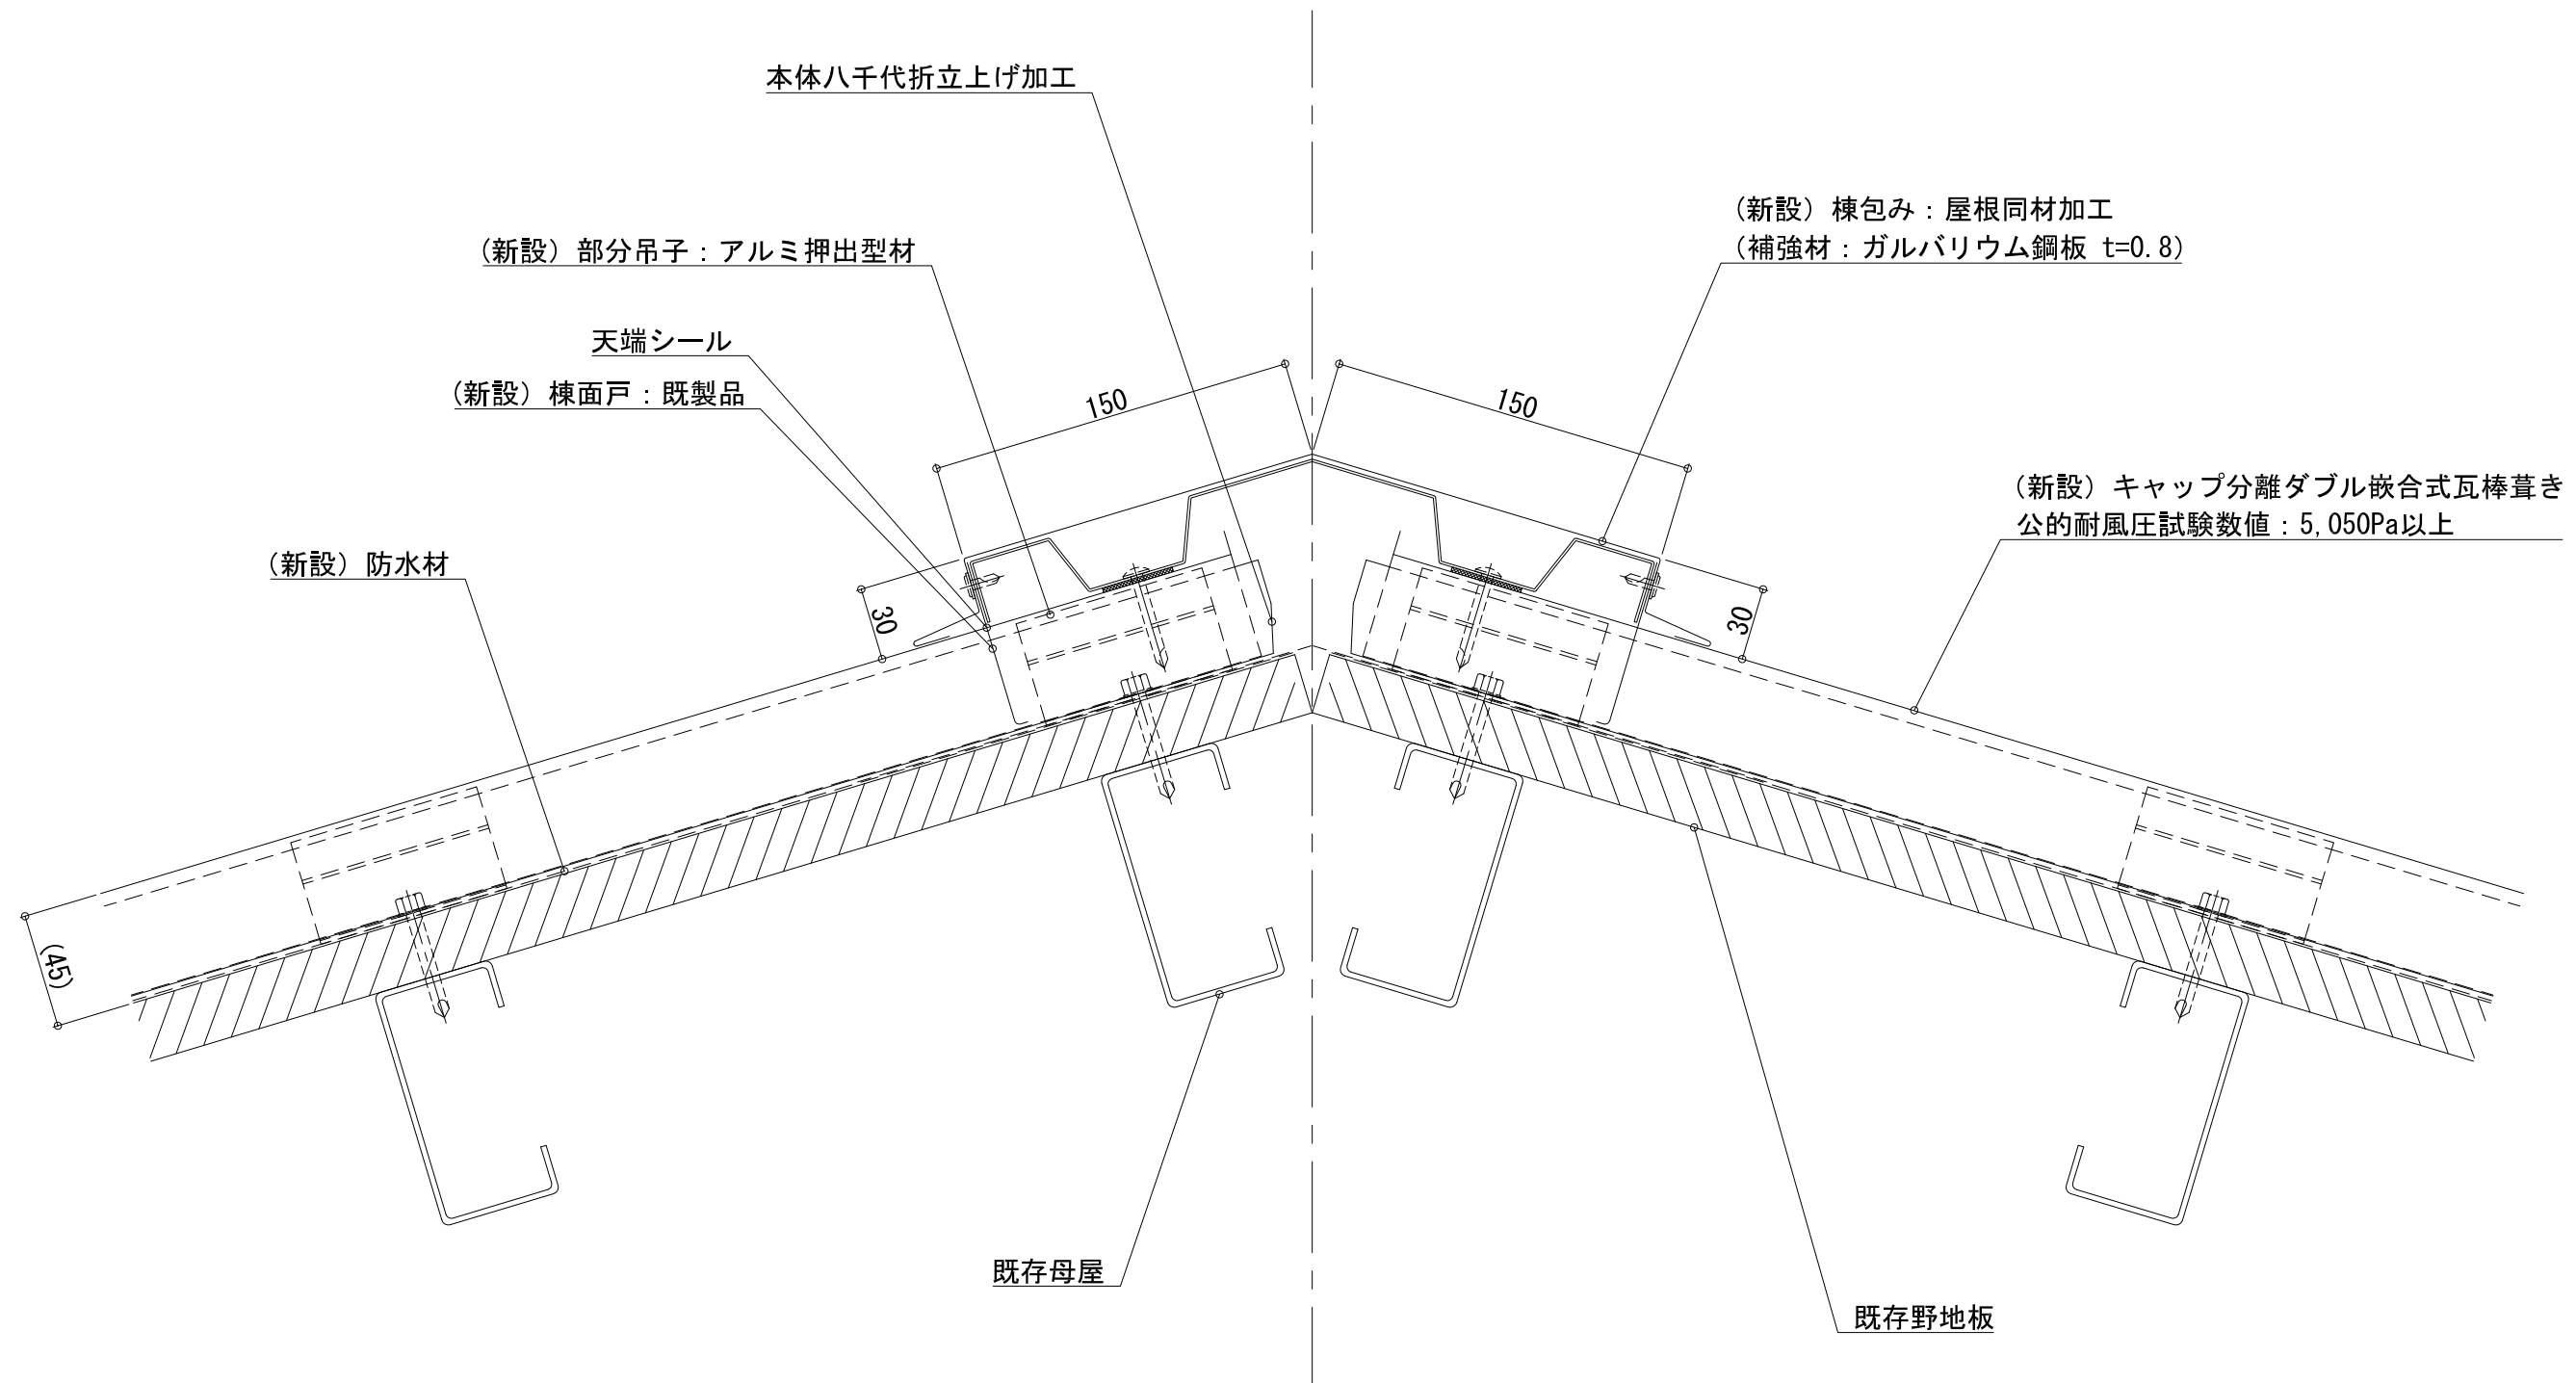 本体八千代折立上げ加工
(新設) 棟包み：屋根同材加工
(補強材：ガルバリウム鋼板 t=0.8)
(新設) 部分吊子：アルミ押出型材
天端シール
(新設) 棟面戸：既製品
150
150
(新設) キャップ分離ダブル嵌合式瓦棒葺き
公的耐風圧試験数値：5,050Pa以上
(新設) 防水材
30
30
(45)
既存母屋
既存野地板